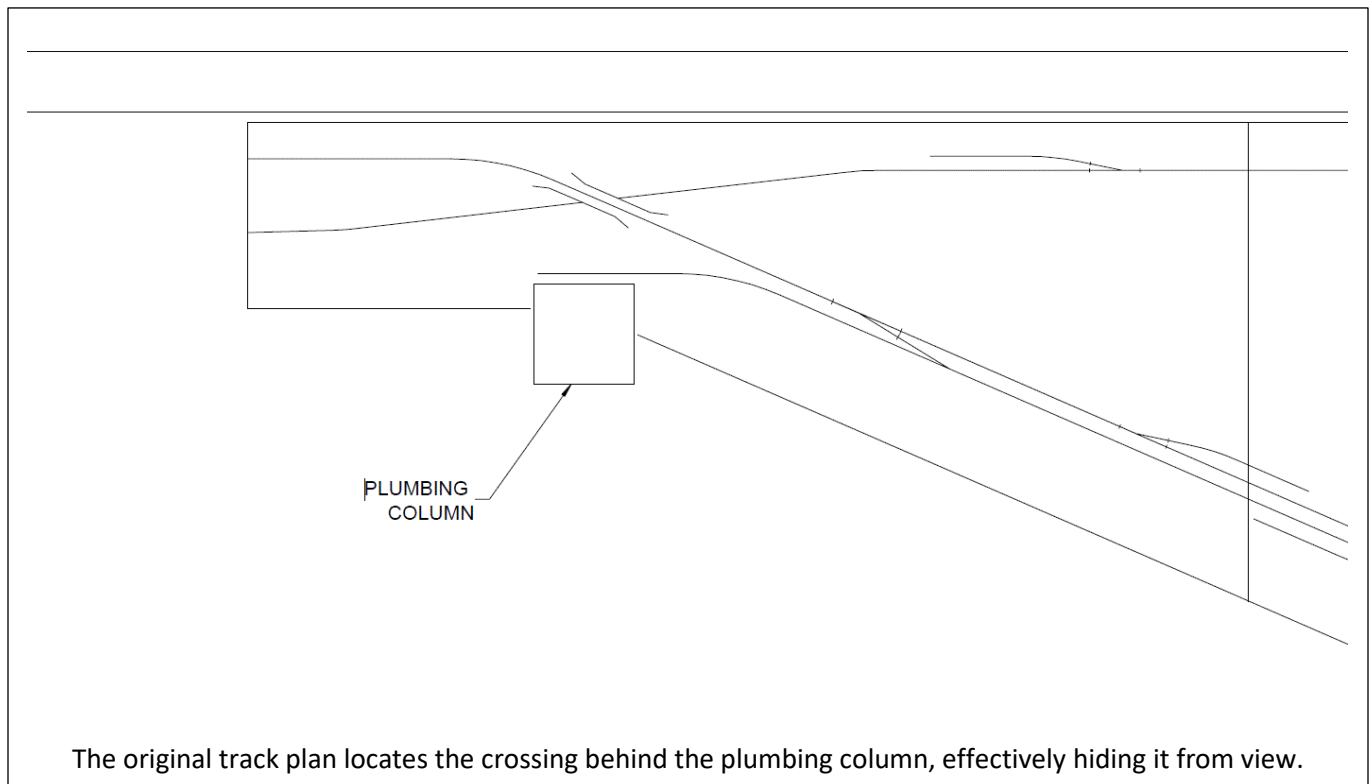 PLUMBING
COLUMN
The original track plan locates the crossing behind the plumbing column, effectively hiding it from view.